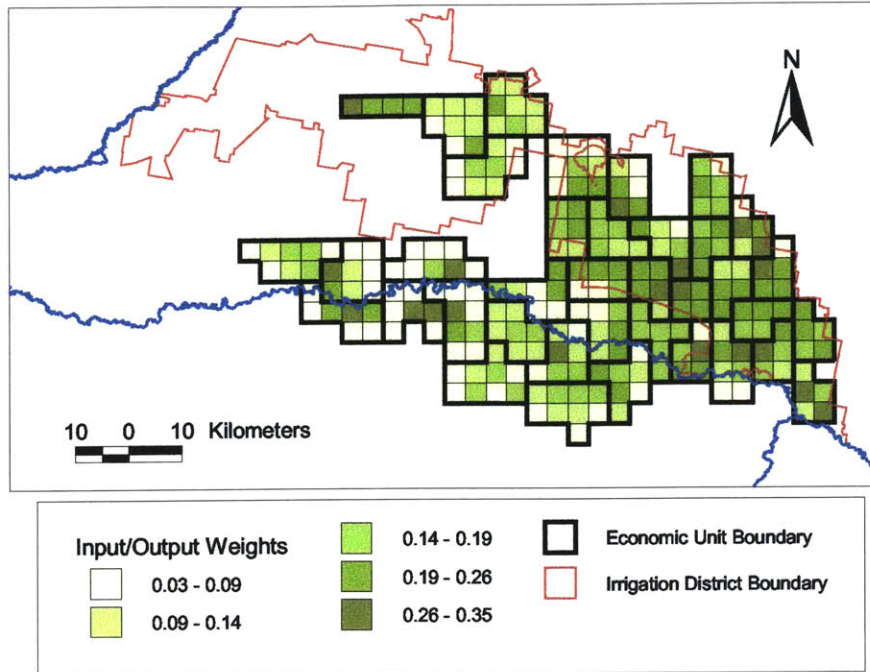 N
10 0 10 Kilometers
Input/Output Weights
0.03 - 0.09
0.09 - 0.14
0.14 - 0.19
0.19 - 0.26
0.26 - 0.35
Economic Unit Boundary
Irrigation District Boundary